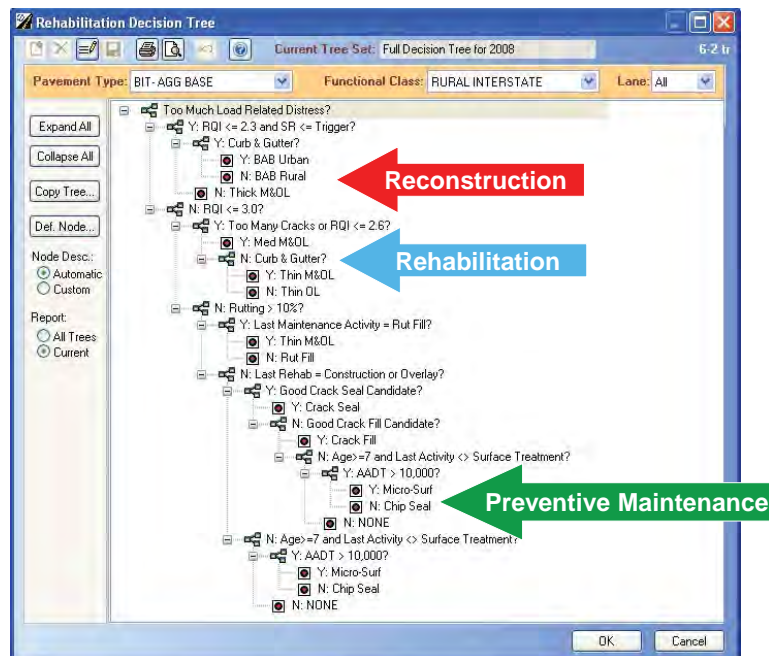 Rehabilitation Decision Tree
Current Tree Set: Full Decision Tree for 2008 6-2 tr
Pavement Type: BIT- AGG BASE Functional Class: RURAL INTERSTATE Lane: All
Expand All
Collapse All
Copy Tree...
Def. Node...
Node Desc.:
Automatic
Custom
Report:
All Trees
Current
Too Much Load Related Distress?
Y: RQI <= 2.3 and SR <= Trigger?
Y: Curb & Gutter?
Y: BAB Urban
N: BAB Rural
Reconstruction
N: Thick M&OL
N: RQI <= 3.0?
Y: Too Many Cracks or RQI <= 2.6?
Y: Med M&OL
N: Curb & Gutter?
Rehabilitation
Y: Thin M&OL
N: Thin OL
N: Rutting > 10%?
Y: Last Maintenance Activity = Rut Fill?
Y: Thin M&OL
N: Rut Fill
N: Last Rehab = Construction or Overlay?
Y: Good Crack Seal Candidate?
Y: Crack Seal
N: Good Crack Fill Candidate?
Y: Crack Fill
N: Age>=7 and Last Activity <> Surface Treatment?
Y: AADT > 10,000?
Y: Micro-Surf
N: Chip Seal
Preventive Maintenance
N: NONE
N: Age>=7 and Last Activity <> Surface Treatment?
Y: AADT > 10,000?
Y: Micro-Surf
N: Chip Seal
N: NONE
OK Cancel